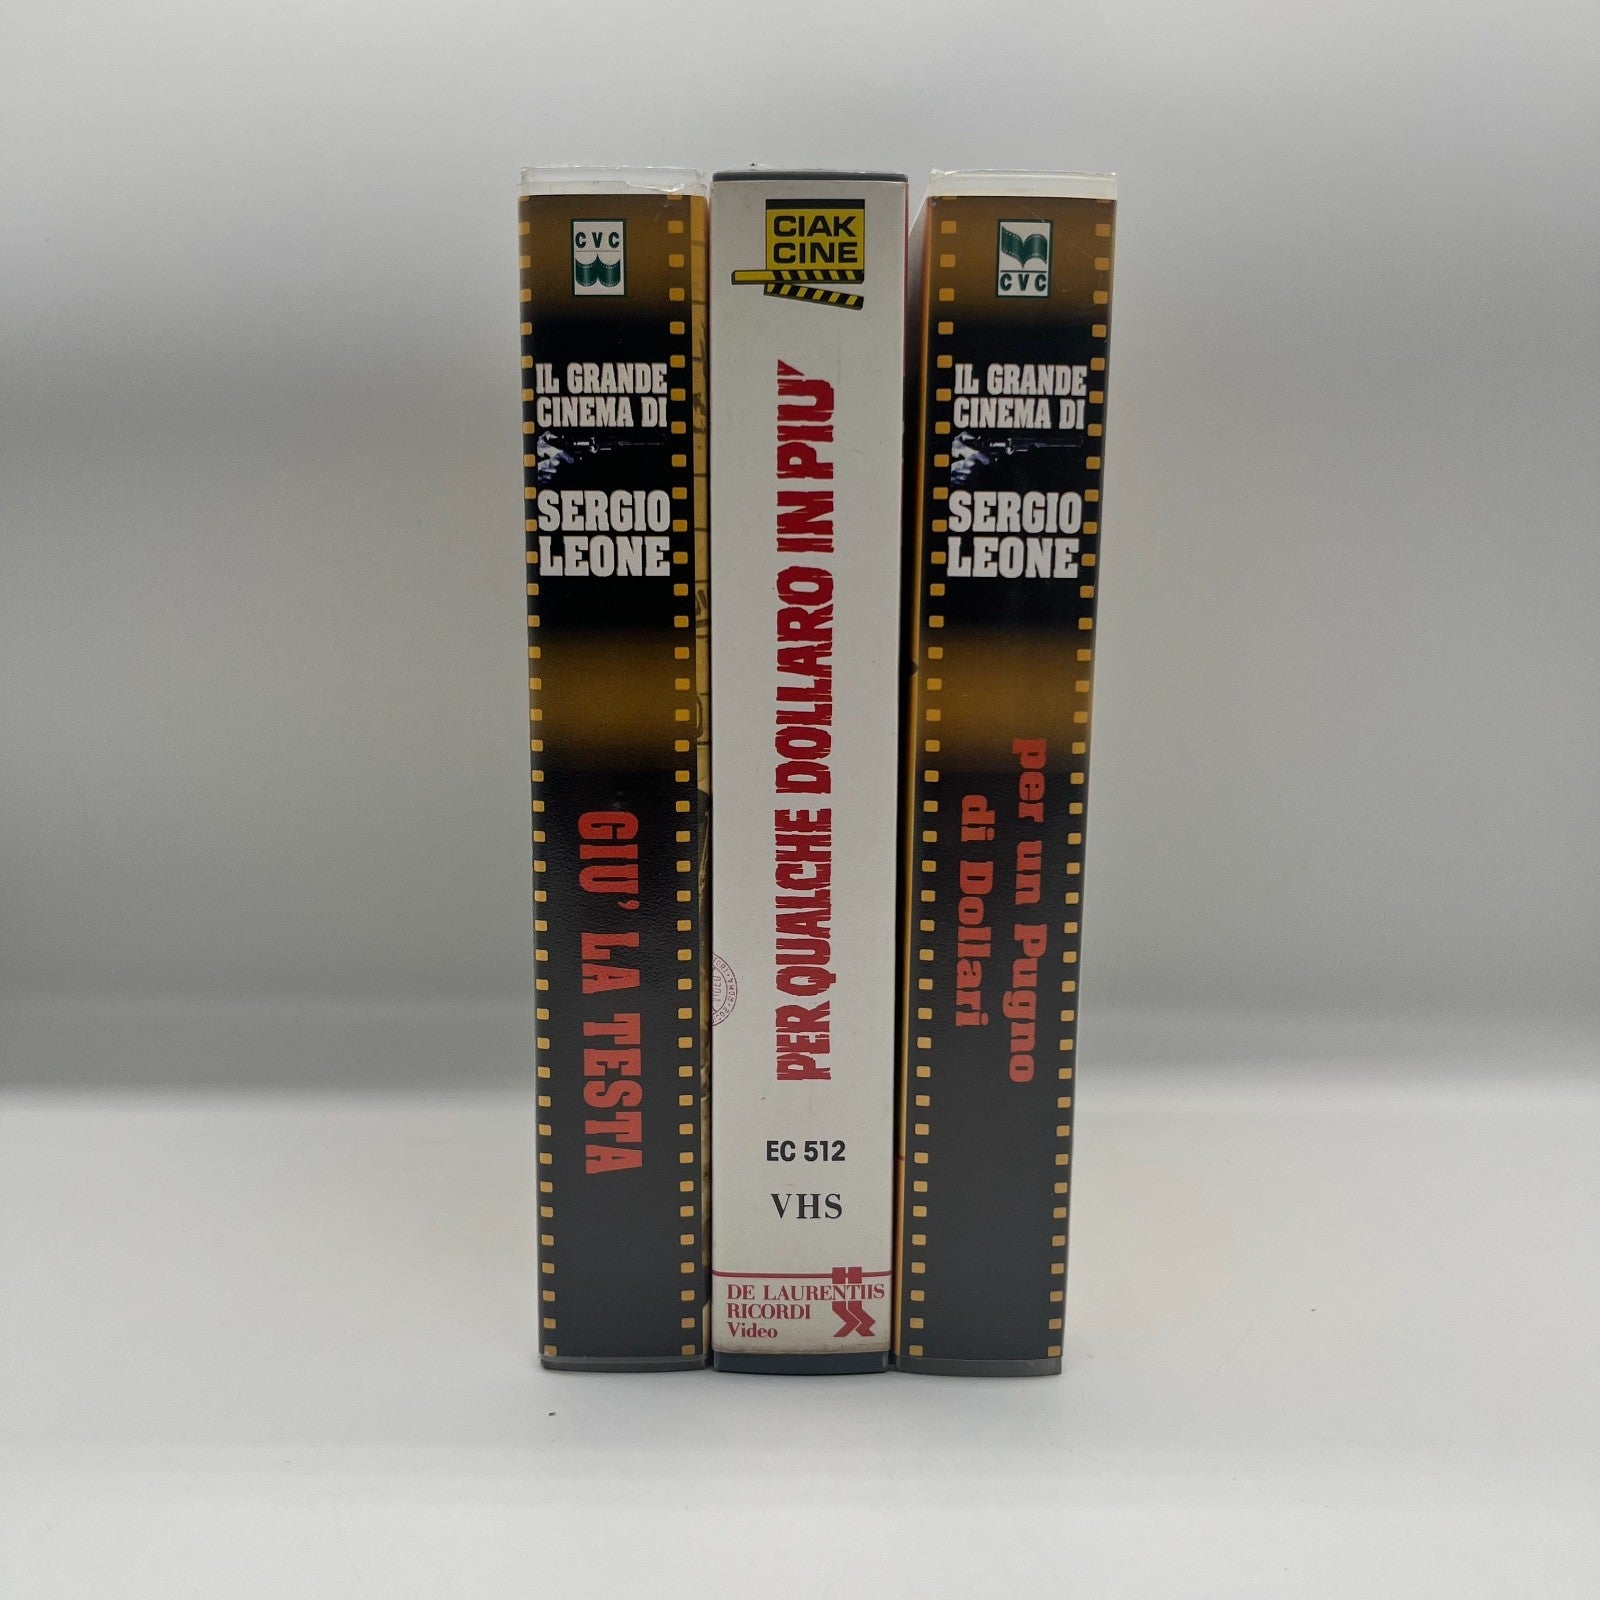 CVC
IL GRANDE
CINEMA DI
SERGIO
LEONE
GIU' LA TESTA
CIAK
CINE
PER QUALCHE DOLLARO IN PIU'
EC 512
VHS
DE LAURENTIIS
RICORDI
Video
CVC
IL GRANDE
CINEMA DI
SERGIO
LEONE
per un Pugno
di Dollari